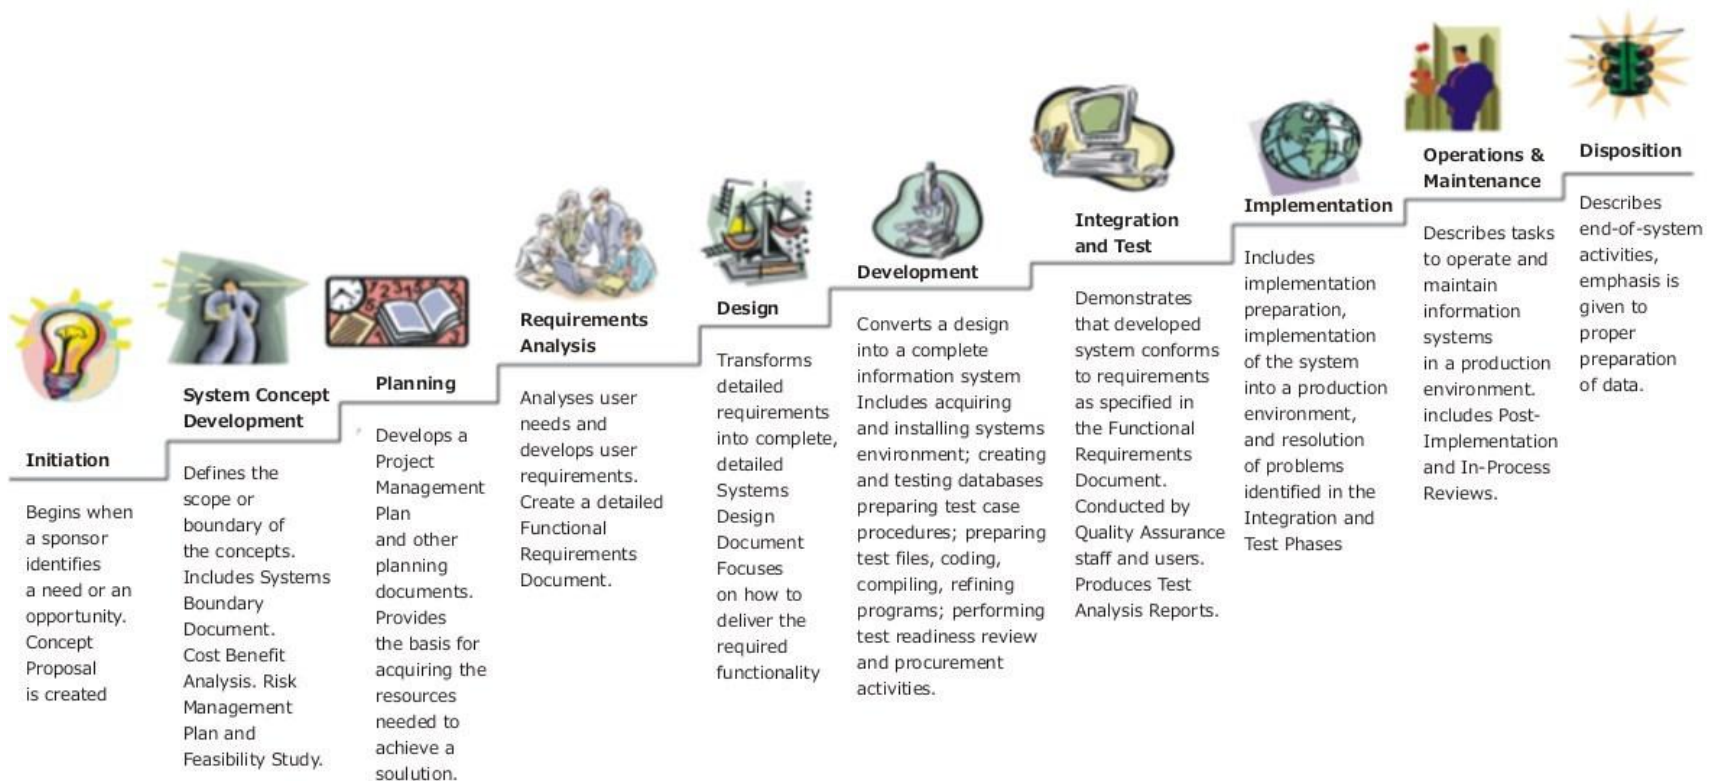 Initiation
Begins when
a sponsor
identifies
a need or an
opportunity.
Concept
Proposal
is created
System Concept
Development
Defines the
scope or
boundary of
the concepts.
Includes Systems
Boundary
Document.
Cost Benefit
Analysis. Risk
Management
Plan and
Feasibility Study.
Planning
Develops a
Project
Management
Plan
and other
planning
documents.
Provides
the basis for
acquiring the
resources
needed to
achieve a
soulution.
Requirements
Analysis
Analyses user
needs and
develops user
requirements.
Create a detailed
Functional
Requirements
Document.
Design
Transforms
detailed
requirements
into complete,
detailed
Systems
Design
Document
Focuses
on how to
deliver the
required
functionality
Development
Converts a design
into a complete
information system
Includes acquiring
and installing systems
environment; creating
and testing databases
preparing test case
procedures; preparing
test files, coding,
compiling, refining
programs; performing
test readiness review
and procurement
activities.
Integration
and Test
Demonstrates
that developed
system conforms
to requirements
as specified in
the Functional
Requirements
Document.
Conducted by
Quality Assurance
staff and users.
Produces Test
Analysis Reports.
Implementation
Includes
implementation
preparation,
implementation
of the system
into a production
environment,
and resolution
of problems
identified in the
Integration and
Test Phases
Operations &
Maintenance
Describes tasks
to operate and
maintain
information
systems
in a production
environment.
includes Post-
Implementation
and In-Process
Reviews.
Disposition
Describes
end-of-system
activities,
emphasis is
given to
proper
preparation
of data.